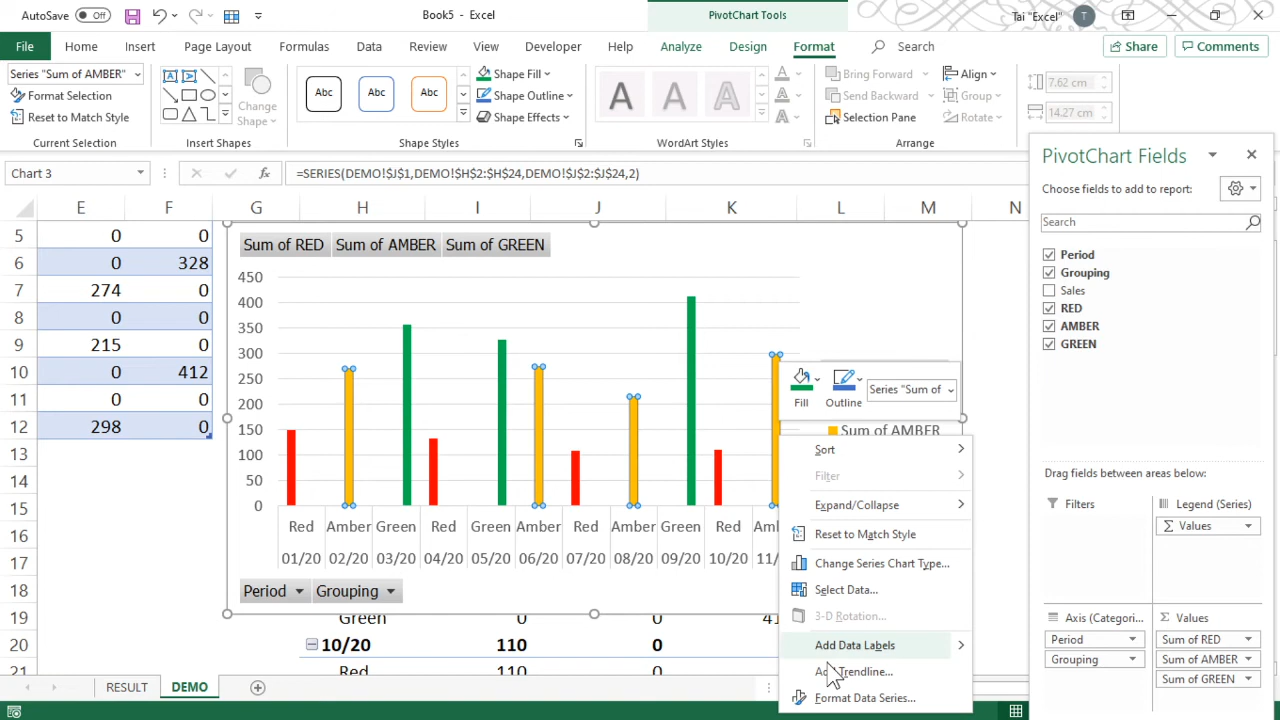 AutoSave Off Book5 - Excel PivotChart Tools Tai "Excel" T
File Home Insert Page Layout Formulas Data Review View Developer Help Analyze Design Format Search Share Comments
Series "Sum of AMBER"
Format Selection
Reset to Match Style
Current Selection
Change
Shape
Insert Shapes
Abc Abc Abc
Shape Fill
Shape Outline
Shape Effects
Shape Styles
A A A
WordArt Styles
Bring Forward
Send Backward
Selection Pane
Align
Group
Rotate
Arrange
7.62 cm
14.27 cm
Chart 3 fx =SERIES(DEMO!$J$1,DEMO!$H$2:$H$24,DEMO!$J$2:$J$24,2)
E F G H I J K L M N
5 0 0
6 0 328
7 274 0
8 0 0
9 215 0
10 0 412
11 0 0
12 298 0
13
14
15
16
17
18
19 Green 0 0
20 10/20 110 0
21 Red 110 0
Sum of RED Sum of AMBER Sum of GREEN
450
400
350
300
250
200
150
100
50
0
Red Amber Green Red Green Amber Red Amber Green Red
01/20 02/20 03/20 04/20 05/20 06/20 07/20 08/20 09/20 10/20
Period Grouping
Sum of AMBER
Fill Outline Series "Sum of
Sort
Filter
Expand/Collapse
Reset to Match Style
Change Series Chart Type...
Select Data...
3-D Rotation...
Add Data Labels
Add Trendline...
Format Data Series...
PivotChart Fields
Choose fields to add to report:
Search
Period
Grouping
Sales
RED
AMBER
GREEN
Drag fields between areas below:
Filters
Legend (Series)
Σ Values
Axis (Categori...
Period
Grouping
Σ Values
Sum of RED
Sum of AMBER
Sum of GREEN
RESULT DEMO